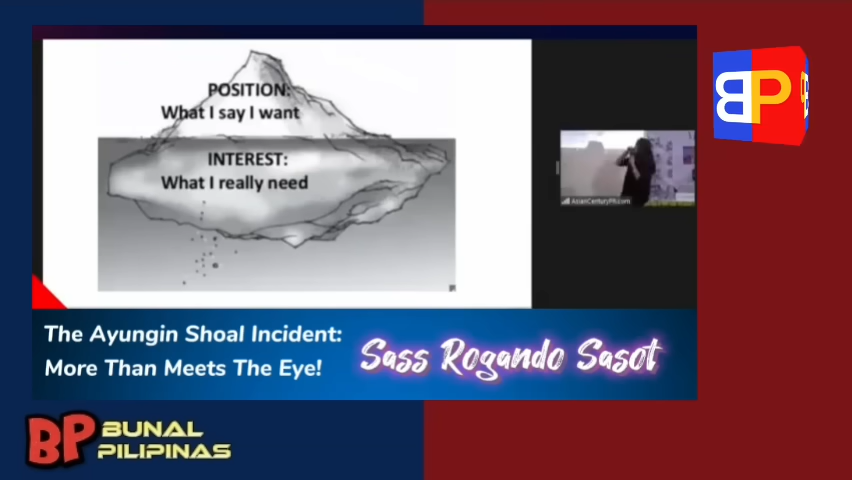 POSITION:
What I say I want
INTEREST:
What I really need
BP
AsianCenturyPH.com
The Ayungin Shoal Incident:
More Than Meets The Eye!
Sass Rogando Sasot
BP BUNAL
PILIPINAS